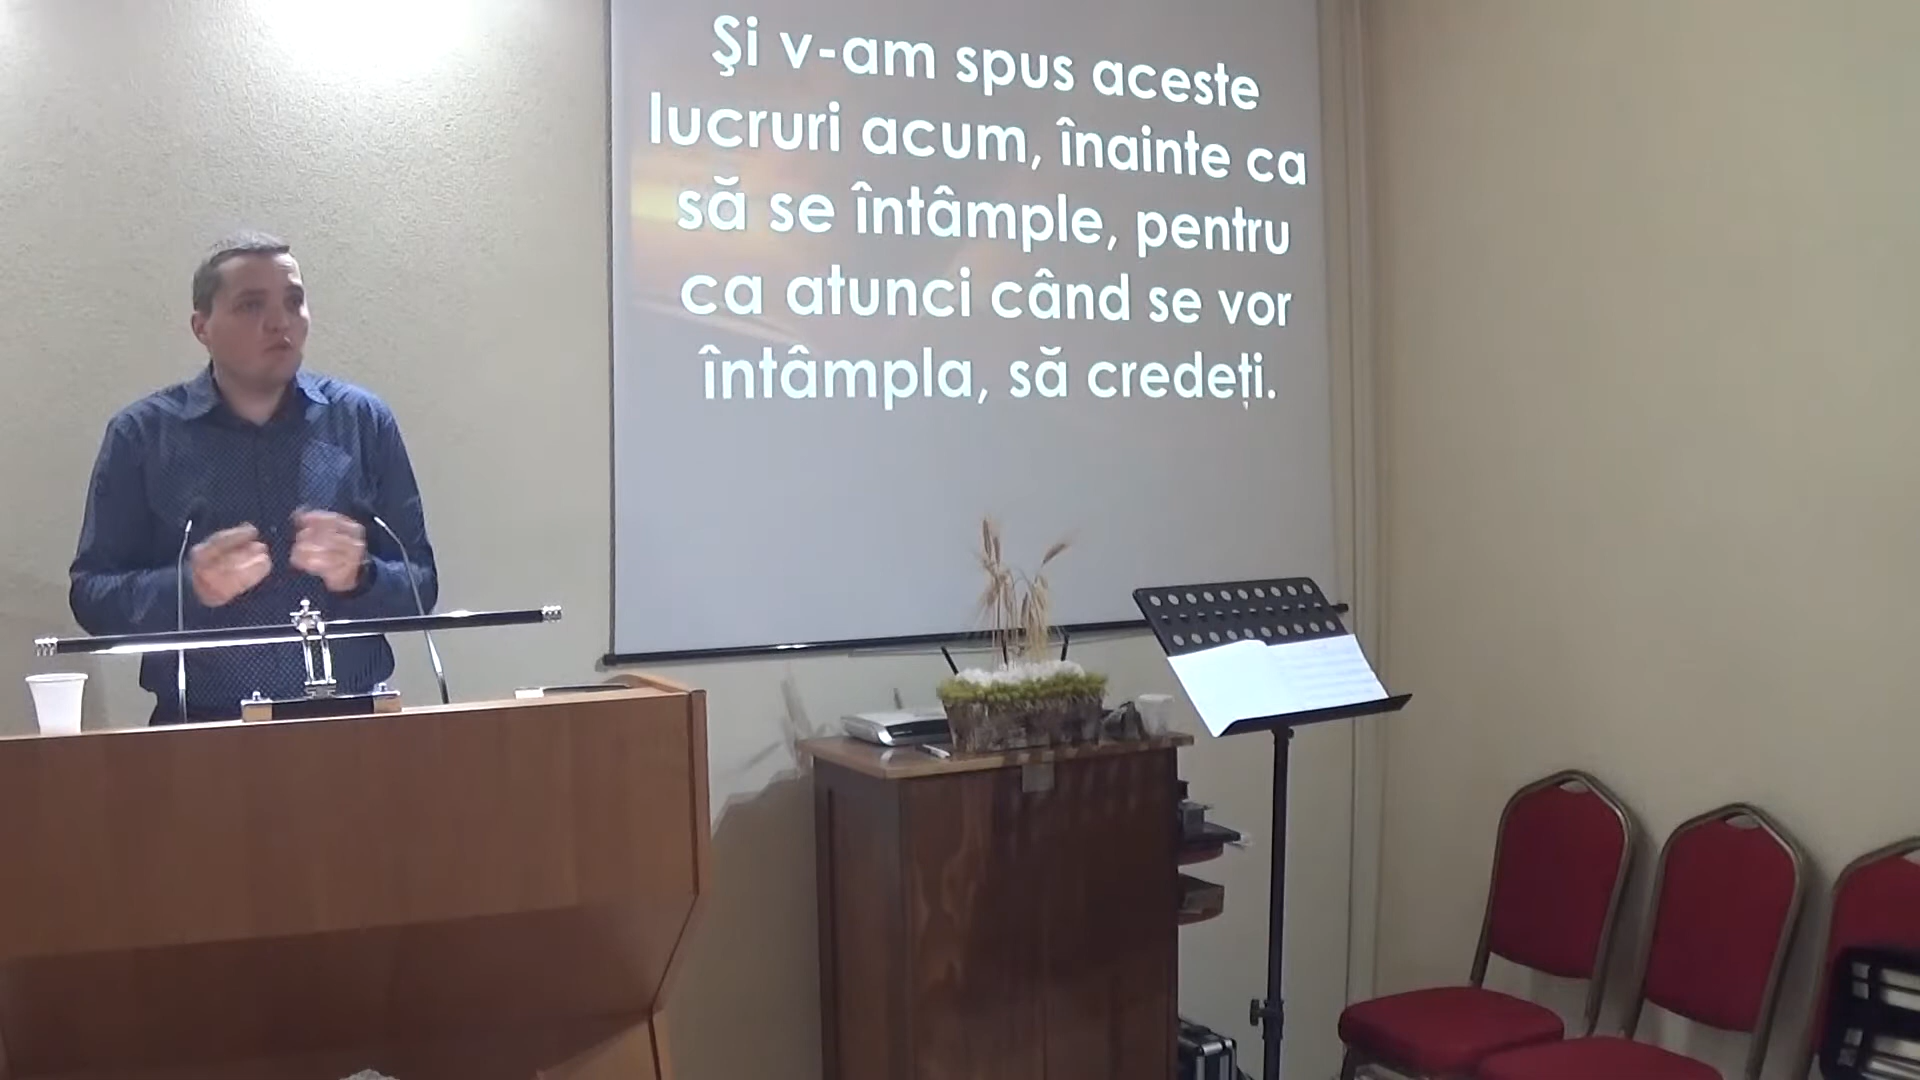 Şi v-am spus aceste
lucruri acum, înainte ca
să se întâmple, pentru
ca atunci când se vor
întâmpla, să credeți.